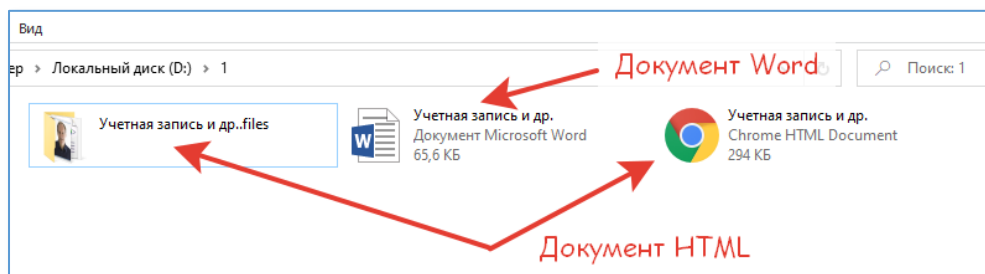 Вид
ер › Локальный диск (D:) › 1
Поиск: 1
Документ Word
Учетная запись и др..files
Учетная запись и др.
Документ Microsoft Word
65,6 КБ
Учетная запись и др.
Chrome HTML Document
294 КБ
Документ HTML